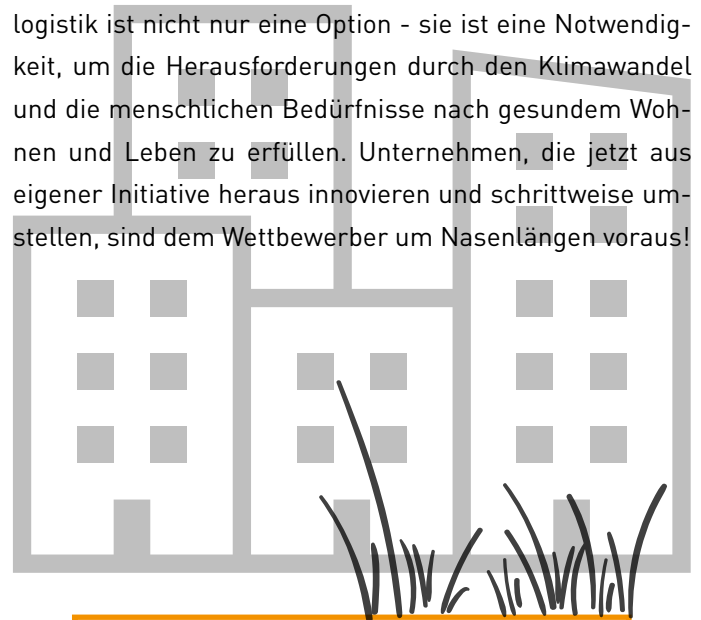 logistik ist nicht nur eine Option - sie ist eine Notwendig-
keit, um die Herausforderungen durch den Klimawandel
und die menschlichen Bedürfnisse nach gesundem Woh-
nen und Leben zu erfüllen. Unternehmen, die jetzt aus
eigener Initiative heraus innovieren und schrittweise um-
stellen, sind dem Wettbewerber um Nasenlängen voraus!